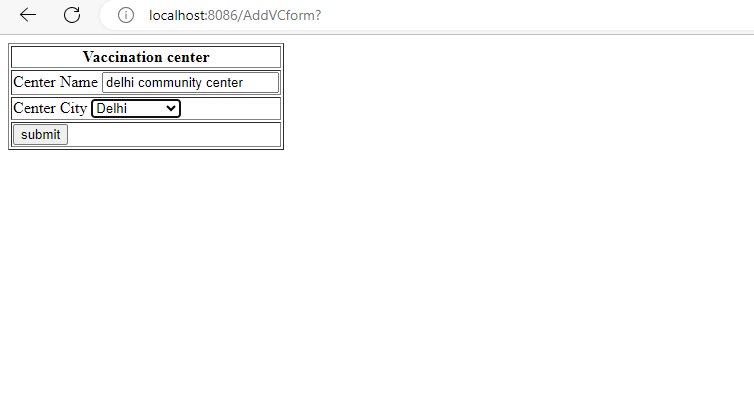 localhost:8086/AddVCform?
Vaccination center
Center Name delhi community center
Center City Delhi
submit